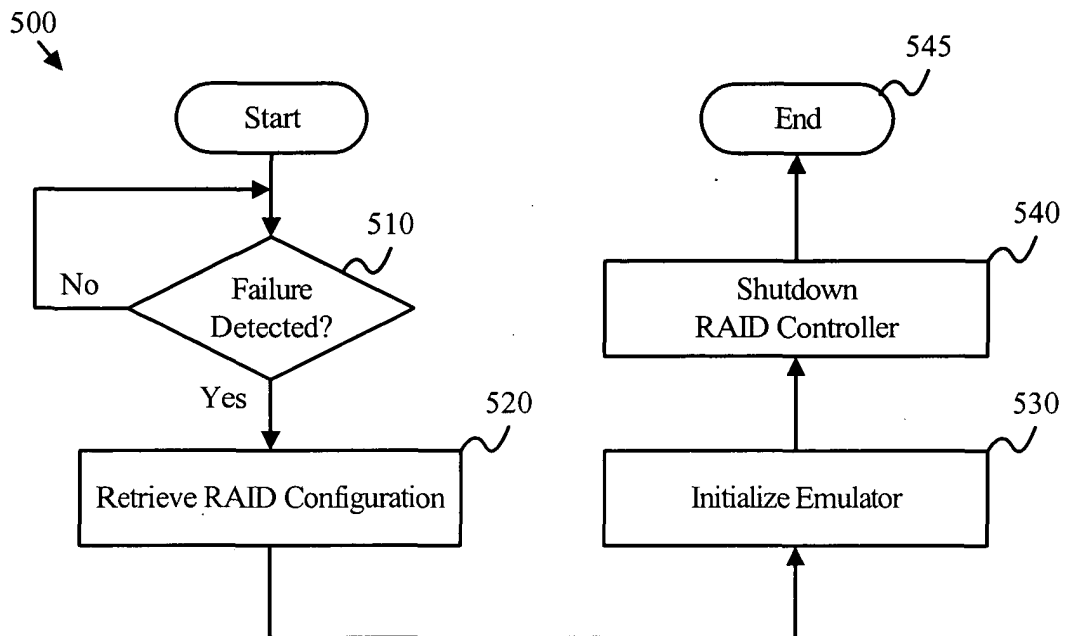 500
Start
510
Failure
Detected?
No
Yes
520
Retrieve RAID Configuration
545
End
540
Shutdown
RAID Controller
530
Initialize Emulator